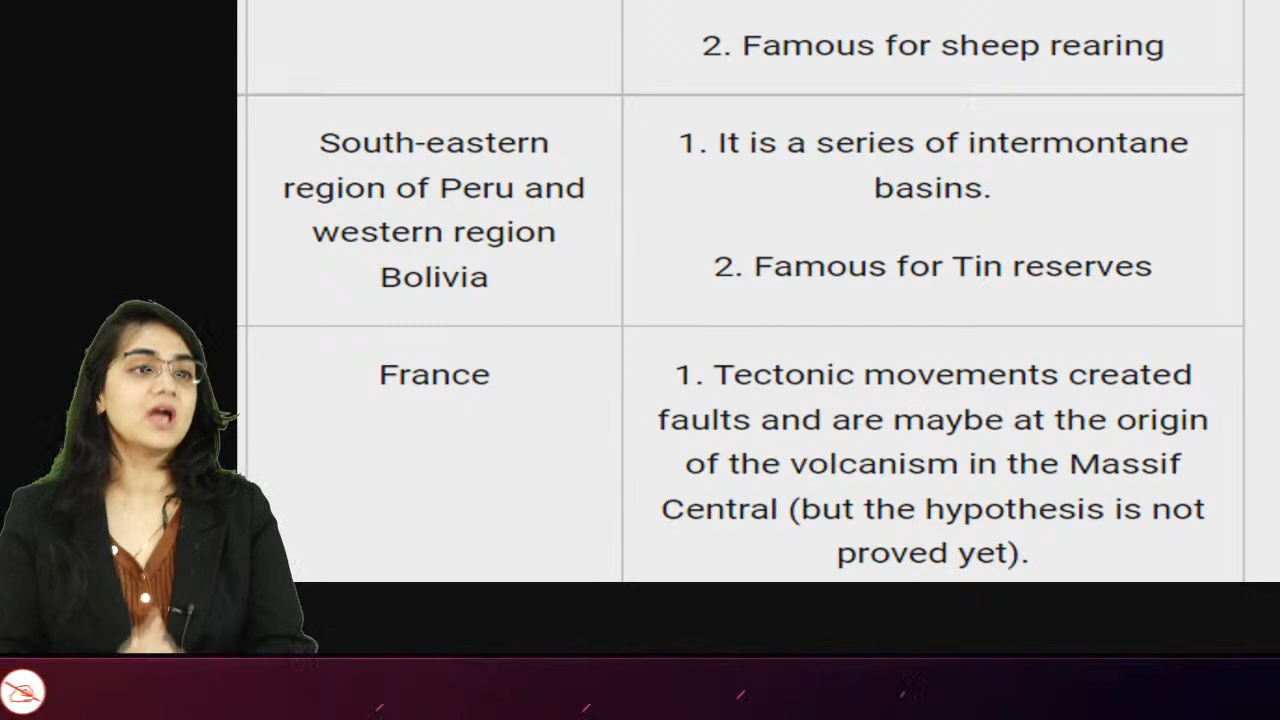 2. Famous for sheep rearing
South-eastern
region of Peru and
western region
Bolivia
1. It is a series of intermontane
basins.
2. Famous for Tin reserves
France
1. Tectonic movements created
faults and are maybe at the origin
of the volcanism in the Massif
Central (but the hypothesis is not
proved yet).